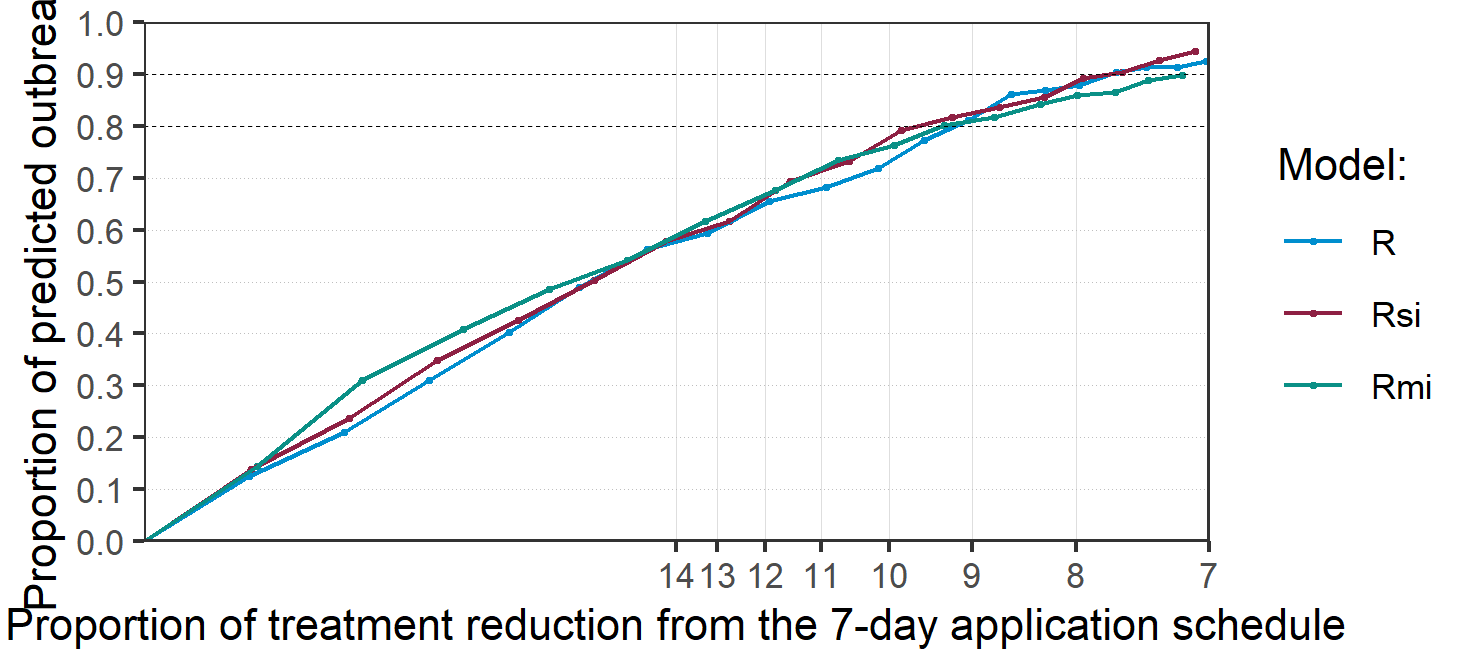 Proportion of predicted outbrea
1.0
0.9
0.8
0.7
0.6
0.5
0.4
0.3
0.2
0.1
0.0
14 13 12 11 10 9 8 7
Proportion of treatment reduction from the 7-day application schedule
Model:
R
Rsi
Rmi